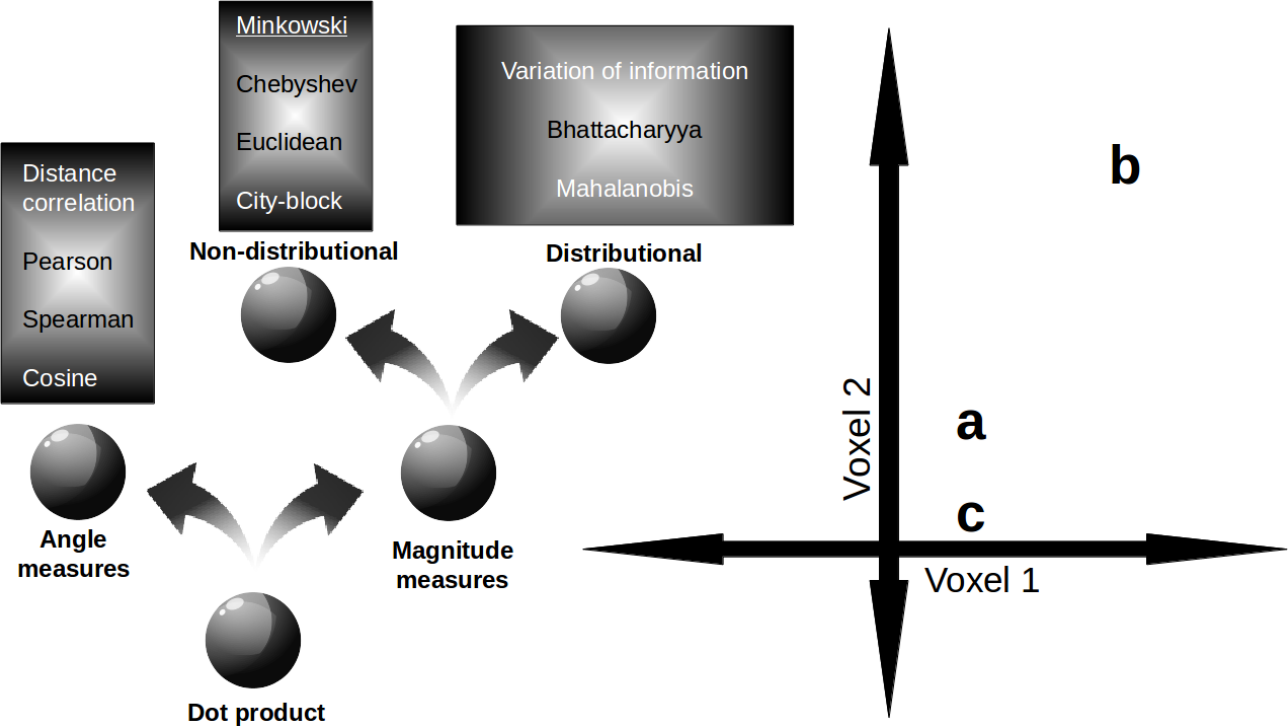 Minkowski
Chebyshev
Euclidean
City-block
Non-distributional
Variation of information
Bhattacharyya
Mahalanobis
Distributional
Distance
correlation
Pearson
Spearman
Cosine
Angle
measures
Magnitude
measures
Dot product
b
Voxel 2
a
c
Voxel 1